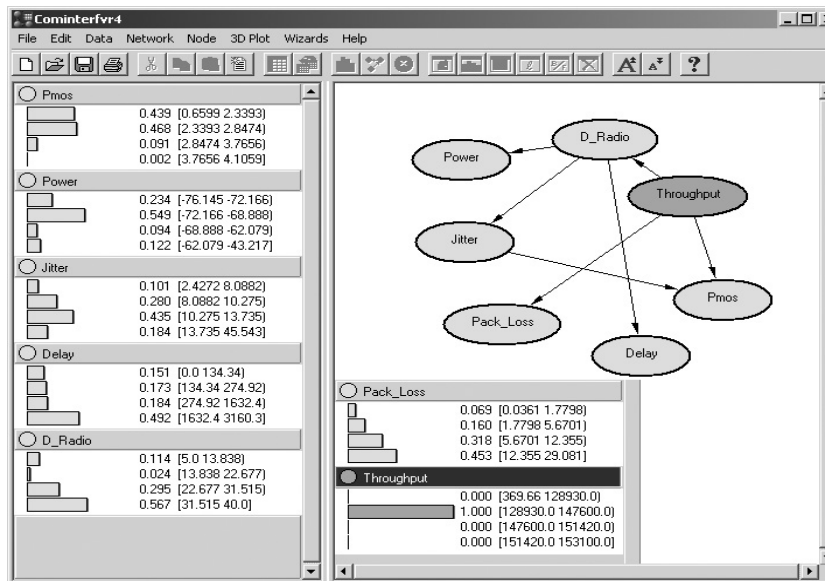 Cominterfvr4
File Edit Data Network Node 3D Plot Wizards Help
Pmos
0.439 [0.6599 2.3393)
0.468 [2.3393 2.8474)
0.091 [2.8474 3.7656)
0.002 [3.7656 4.1059)
Power
0.234 [-76.145 -72.166)
0.549 [-72.166 -68.888)
0.094 [-68.888 -62.079)
0.122 [-62.079 -43.217)
Jitter
0.101 [2.4272 8.0882)
0.280 [8.0882 10.275)
0.435 [10.275 13.735)
0.184 [13.735 45.543)
Delay
0.151 [0.0 134.34)
0.173 [134.34 274.92)
0.184 [274.92 1632.4)
0.492 [1632.4 3160.3]
D_Radio
0.114 [5.0 13.838)
0.024 [13.838 22.677)
0.295 [22.677 31.515)
0.567 [31.515 40.0]
D_Radio
Power
Throughput
Jitter
Pmos
Pack_Loss
Delay
Pack_Loss
0.069 [0.0361 1.7798)
0.160 [1.7798 5.6701)
0.318 [5.6701 12.355)
0.453 [12.355 29.081)
Throughput
0.000 [369.66 128930.0)
1.000 [128930.0 147600.0)
0.000 [147600.0 151420.0)
0.000 [151420.0 153100.0]